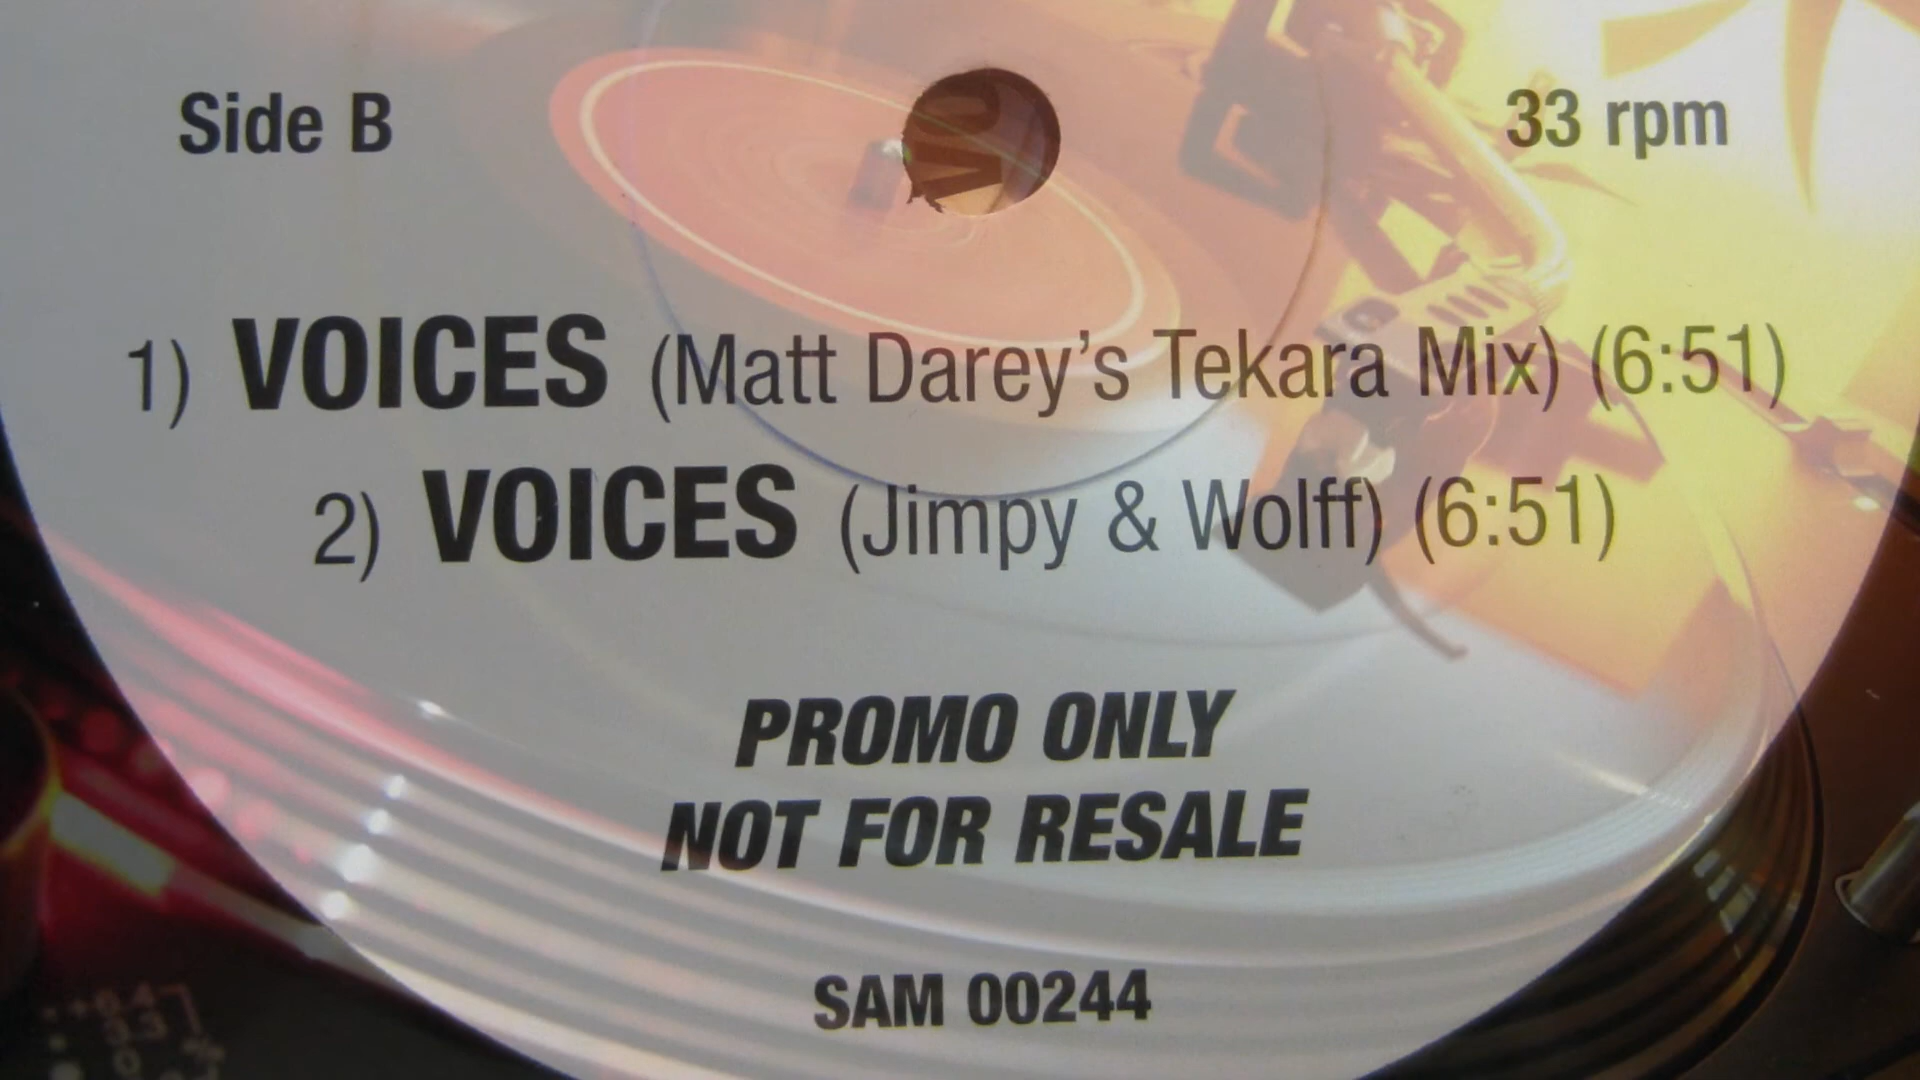 Side B 33 rpm
1) VOICES (Matt Darey's Tekara Mix) (6:51)
2) VOICES (Jimpy & Wolff) (6:51)
PROMO ONLY
NOT FOR RESALE
SAM 00244